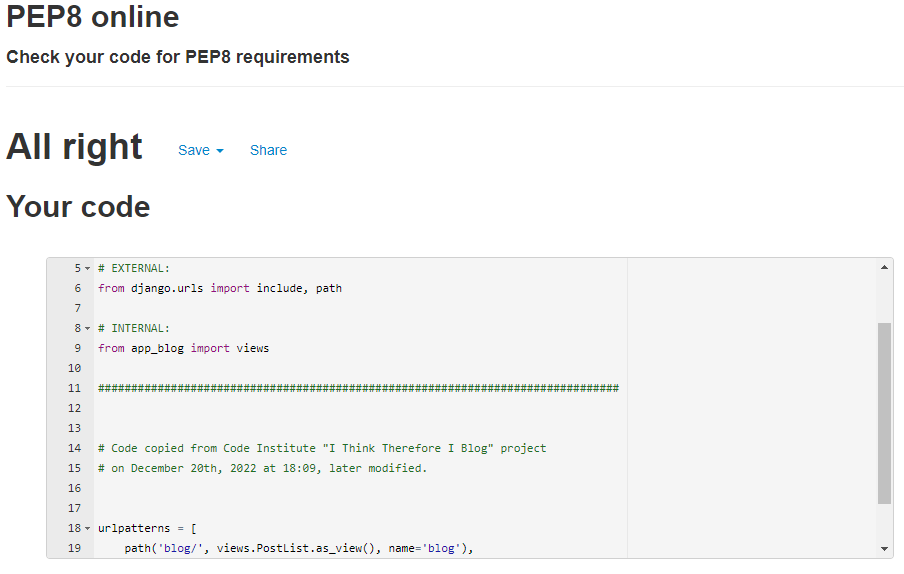 PEP8 online
Check your code for PEP8 requirements
All right Save Share
Your code
5 # EXTERNAL:
6 from django.urls import include, path
7
8 # INTERNAL:
9 from app_blog import views
10
11 ###############################################################################
12
13
14 # Code copied from Code Institute "I Think Therefore I Blog" project
15 # on December 20th, 2022 at 18:09, later modified.
16
17
18 urlpatterns = [
19     path('blog/', views.PostList.as_view(), name='blog'),